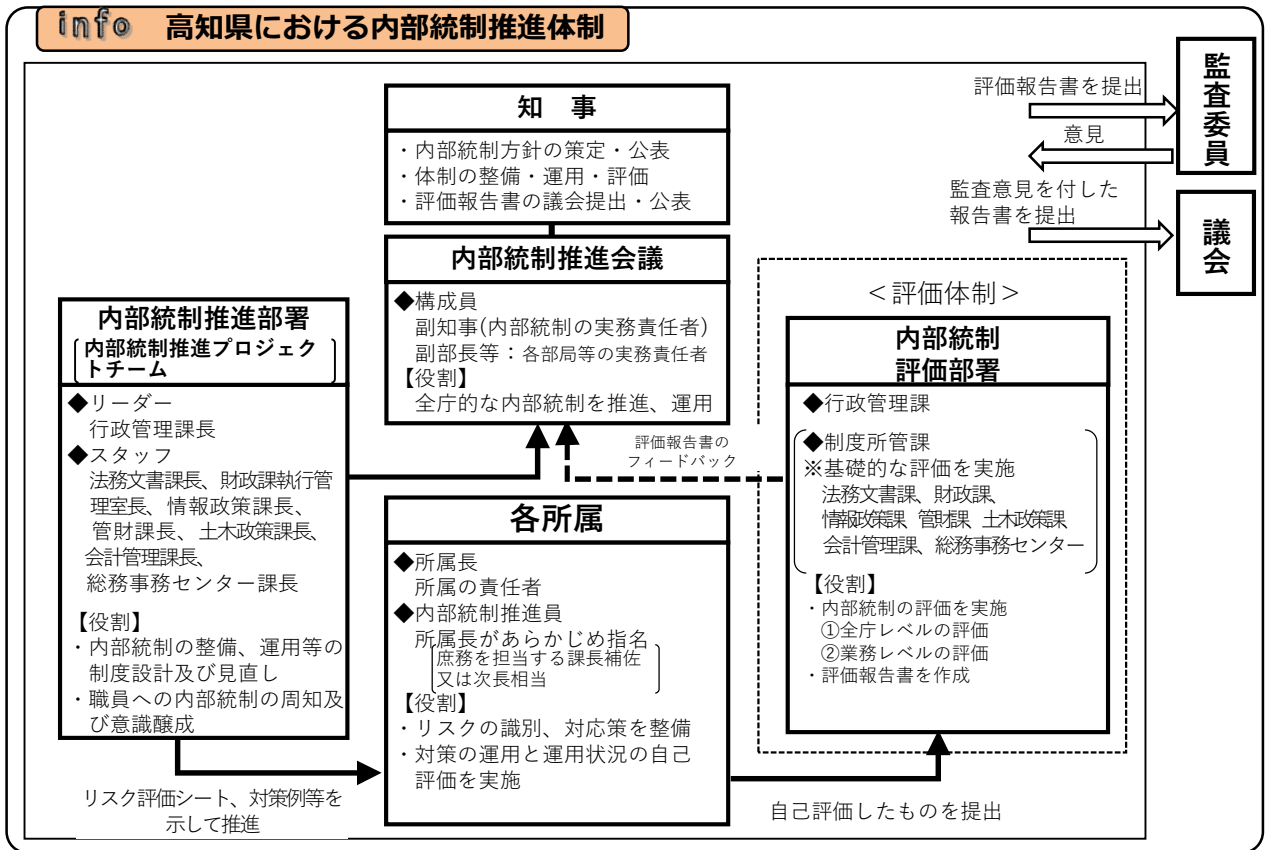 info 高知県における内部統制推進体制
監査委員
評価報告書を提出
意見
監査意見を付した
報告書を提出
議会
知　事
・内部統制方針の策定・公表
・体制の整備・運用・評価
・評価報告書の議会提出・公表
内部統制推進会議
◆構成員
副知事(内部統制の実務責任者)
副部長等：各部局等の実務責任者
【役割】
全庁的な内部統制を推進、運用
内部統制推進部署
内部統制推進プロジェク
トチーム
◆リーダー
行政管理課長
◆スタッフ
法務文書課長、財政課執行管
理室長、情報政策課長、
管財課長、土木政策課長、
会計管理課長、
総務事務センター課長
【役割】
・内部統制の整備、運用等の
制度設計及び見直し
・職員への内部統制の周知及
び意識醸成
リスク評価シート、対策例等を
示して推進
評価報告書の
フィードバック
各所属
◆所属長
所属の責任者
◆内部統制推進員
所属長があらかじめ指名
庶務を担当する課長補佐
又は次長相当
【役割】
・リスクの識別、対応策を整備
・対策の運用と運用状況の自己
評価を実施
＜評価体制＞
内部統制
評価部署
◆行政管理課
◆制度所管課
※基礎的な評価を実施
法務文書課、財政課、
情報政策課、管財課、土木政策課、
会計管理課、総務事務センター
【役割】
・内部統制の評価を実施
①全庁レベルの評価
②業務レベルの評価
・評価報告書を作成
自己評価したものを提出